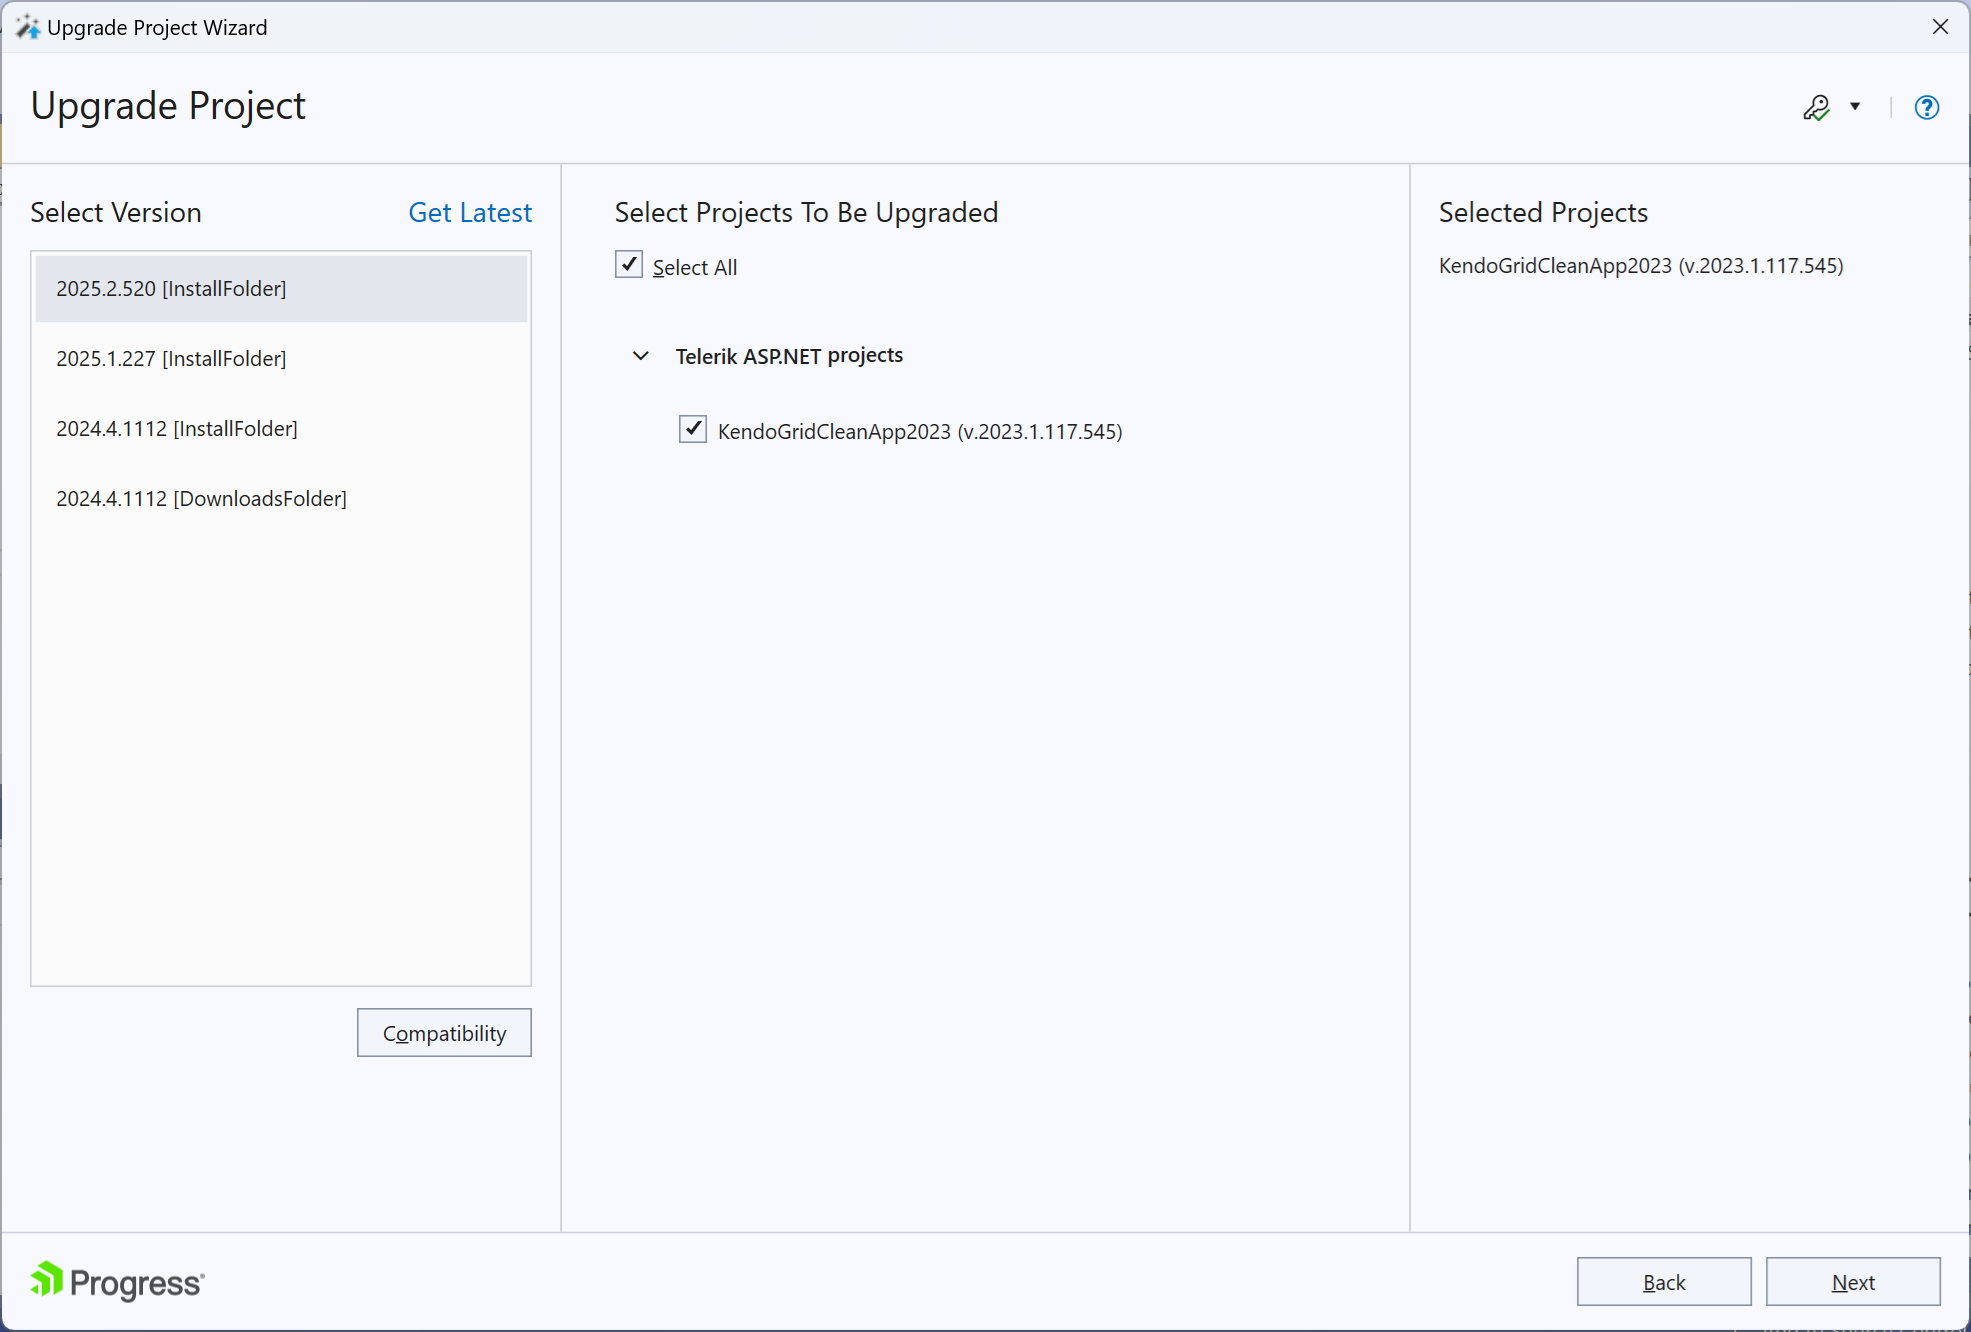 Upgrade Project Wizard
Upgrade Project
Select Version
Get Latest
2025.2.520 [InstallFolder]
2025.1.227 [InstallFolder]
2024.4.1112 [InstallFolder]
2024.4.1112 [DownloadsFolder]
Compatibility
Select Projects To Be Upgraded
Select All
Telerik ASP.NET projects
KendoGridCleanApp2023 (v.2023.1.117.545)
Selected Projects
KendoGridCleanApp2023 (v.2023.1.117.545)
Progress®
Back
Next